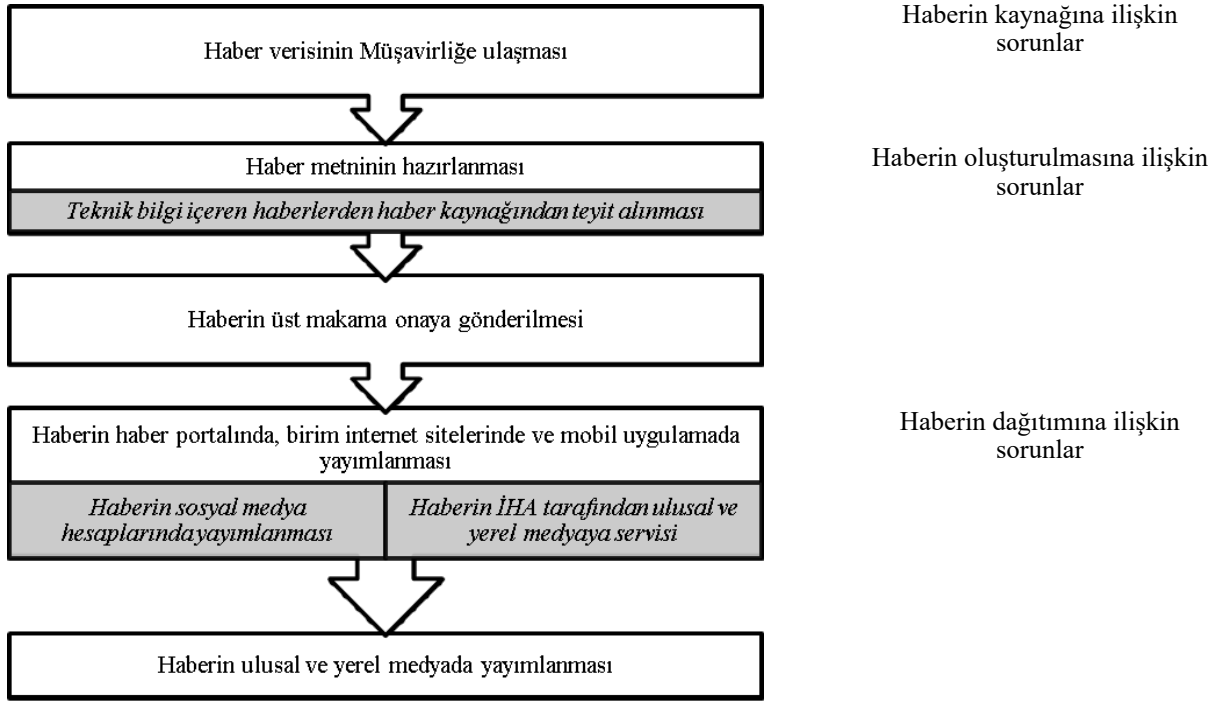 Haber verisinin Müşavirliğe ulaşması
Haberin kaynağına ilişkin
sorunlar
Haber metninin hazırlanması
Teknik bilgi içeren haberlerden haber kaynağından teyit alınması
Haberin oluşturulmasına ilişkin
sorunlar
Haberin üst makama onaya gönderilmesi
Haberin haber portalında, birim internet sitelerinde ve mobil uygulamada
yayımlanması
Haberin sosyal medya
hesaplarında yayımlanması
Haberin İHA tarafından ulusal ve
yerel medyaya servisi
Haberin dağıtımına ilişkin
sorunlar
Haberin ulusal ve yerel medyada yayımlanması